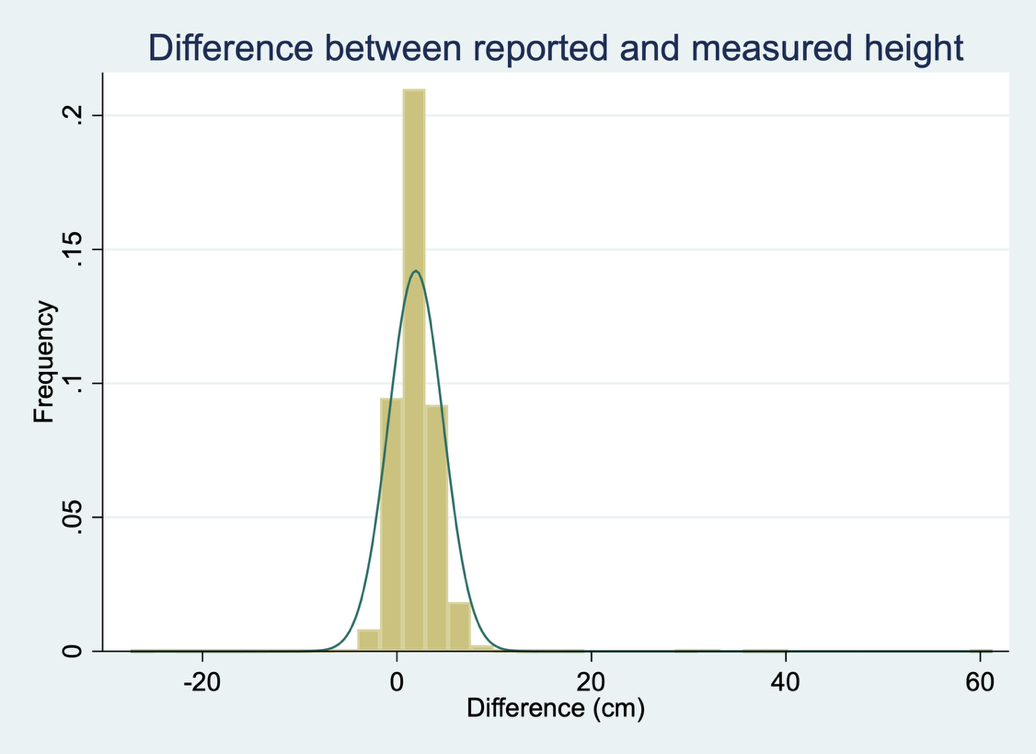 Difference between reported and measured height
Frequency
.2
.15
.1
.05
0
-20 0 20 40 60
Difference (cm)